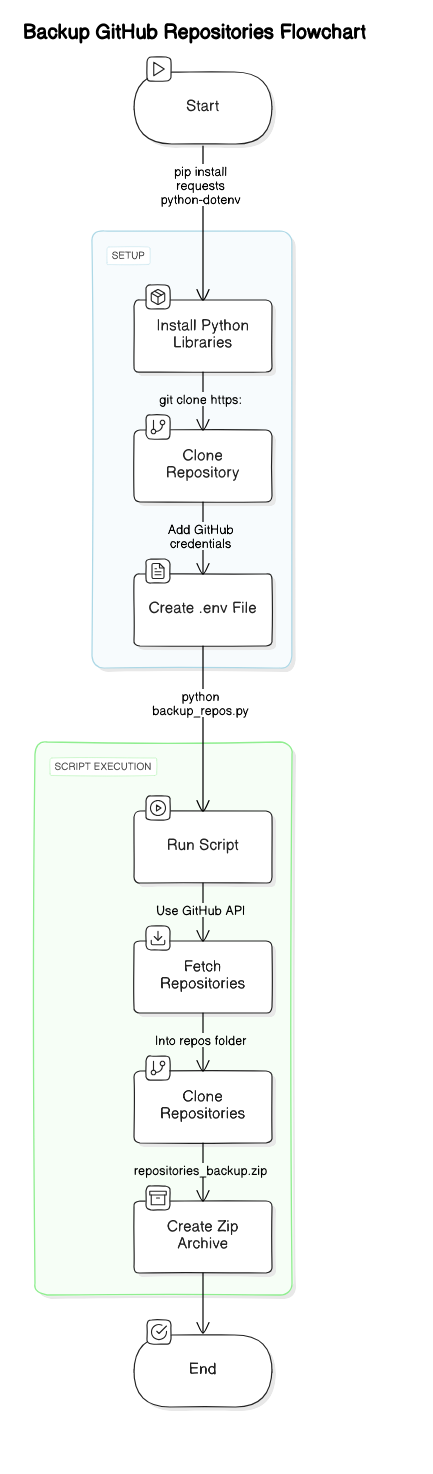 Backup GitHub Repositories Flowchart
Start
pip install
requests
python-dotenv
SETUP
Install Python
Libraries
git clone https:
Clone
Repository
Add GitHub
credentials
Create .env File
python
backup_repos.py
SCRIPT EXECUTION
Run Script
Use GitHub API
Fetch
Repositories
Into repos folder
Clone
Repositories
repositories_backup.zip
Create Zip
Archive
End